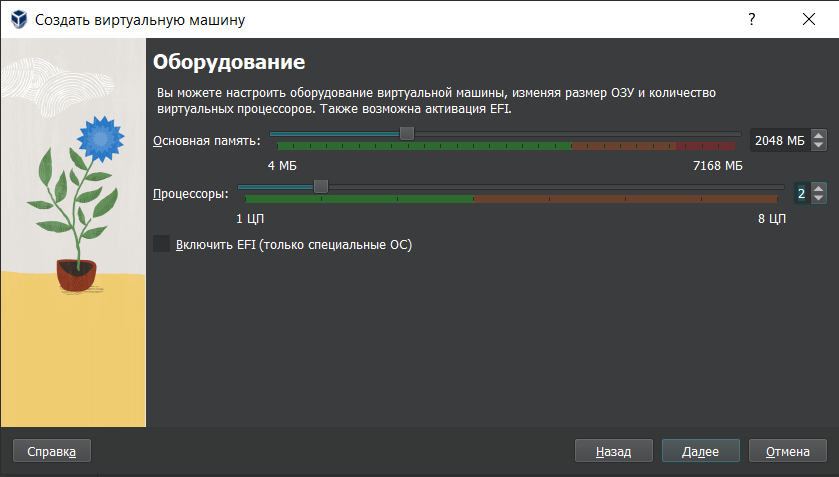 Создать виртуальную машину
?
Оборудование
Вы можете настроить оборудование виртуальной машины, изменяя размер ОЗУ и количество
виртуальных процессоров. Также возможна активация EFI.
Основная память:
2048 МБ
4 МБ
7168 МБ
Процессоры:
2
1 ЦП
8 ЦП
Включить EFI (только специальные ОС)
Справка
Назад
Далее
Отмена